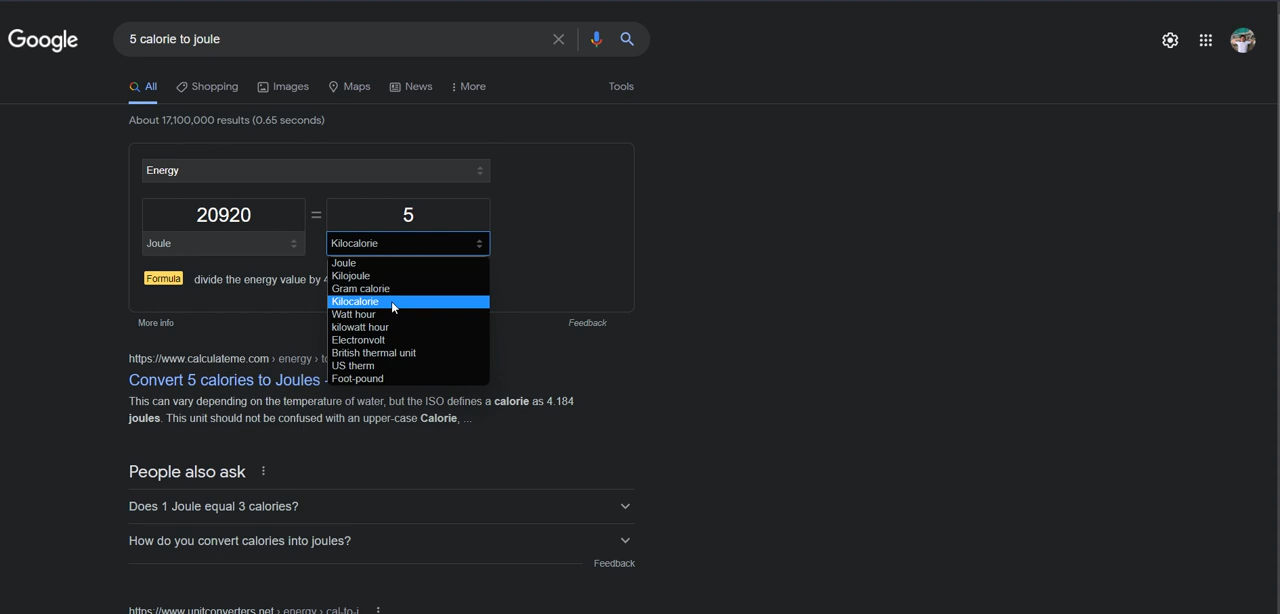 Google
5 calorie to joule
All Shopping Images Maps News More Tools
About 17,100,000 results (0.65 seconds)
Energy
20920 = 5
Joule Kilocalorie
Joule
Kilojoule
Gram calorie
Kilocalorie
Watt hour
kilowatt hour
Electronvolt
British thermal unit
US therm
Foot-pound
Formula divide the energy value by
More info Feedback
https://www.calculateme.com › energy ›
Convert 5 calories to Joules
This can vary depending on the temperature of water, but the ISO defines a calorie as 4.184
joules. This unit should not be confused with an upper-case Calorie, ...
People also ask
Does 1 Joule equal 3 calories?
How do you convert calories into joules?
Feedback
https://www.unitconverters.net › energy › cal-to-j